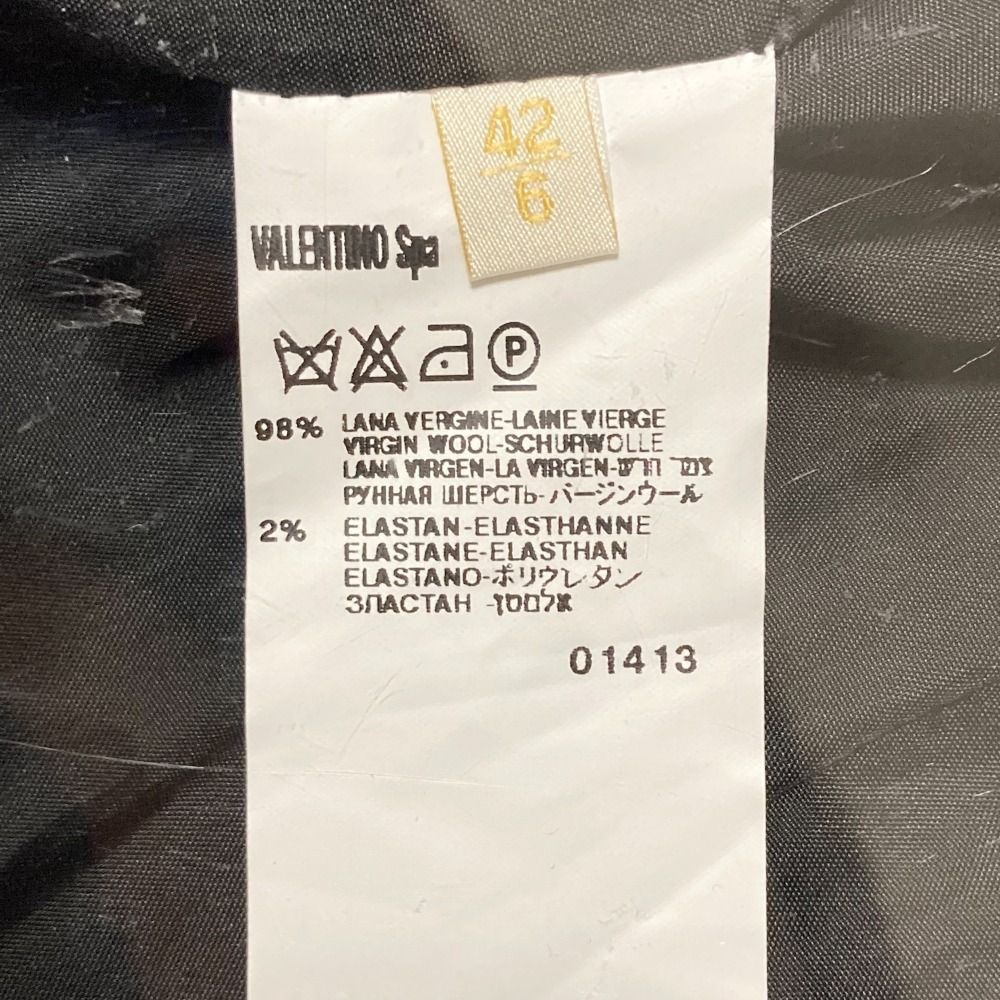 42
6
VALENTINO Spa
P
98% LANA VERGINE-LAINE VIERGE
VIRGIN WOOL-SCHURWOLLE
LANA VIRGEN-LA VIRGEN-צמר
РУННАЯ ШЕРСТЬ-バージンウール
2% ELASTAN-ELASTHANNE
ELASTANE-ELASTHAN
ELASTANO-ポリウレタン
ЗЛАСТАН -אלסטן
01413